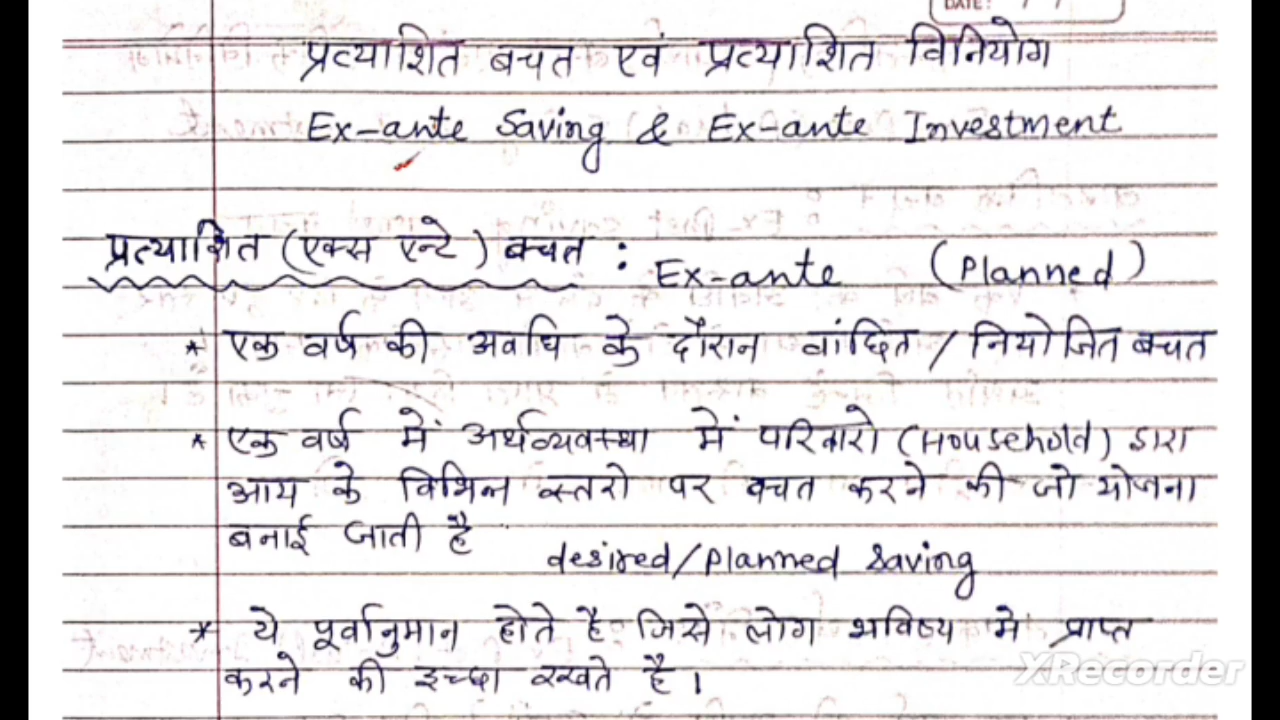 DATE:
प्रत्याशित बचत एवं प्रत्याशित विनियोग
Ex-ante Saving & Ex-ante Investment
प्रत्याशित (एक्स एन्टे) बचत : Ex-ante (Planned)
* एक वर्ष की अवधि के दौरान वांछित / नियोजित बचत
* एक वर्ष में अर्थव्यवस्था में परिवारो (Household) द्वारा
आय के विभिन्न स्तरो पर बचत करने की जो योजना
बनाई जाती है
desired/Planned Saving
* ये पूर्वानुमान होते है जिसे लोग भविष्य मे प्राप्त
करने की इच्छा रखते है।
XRecorder